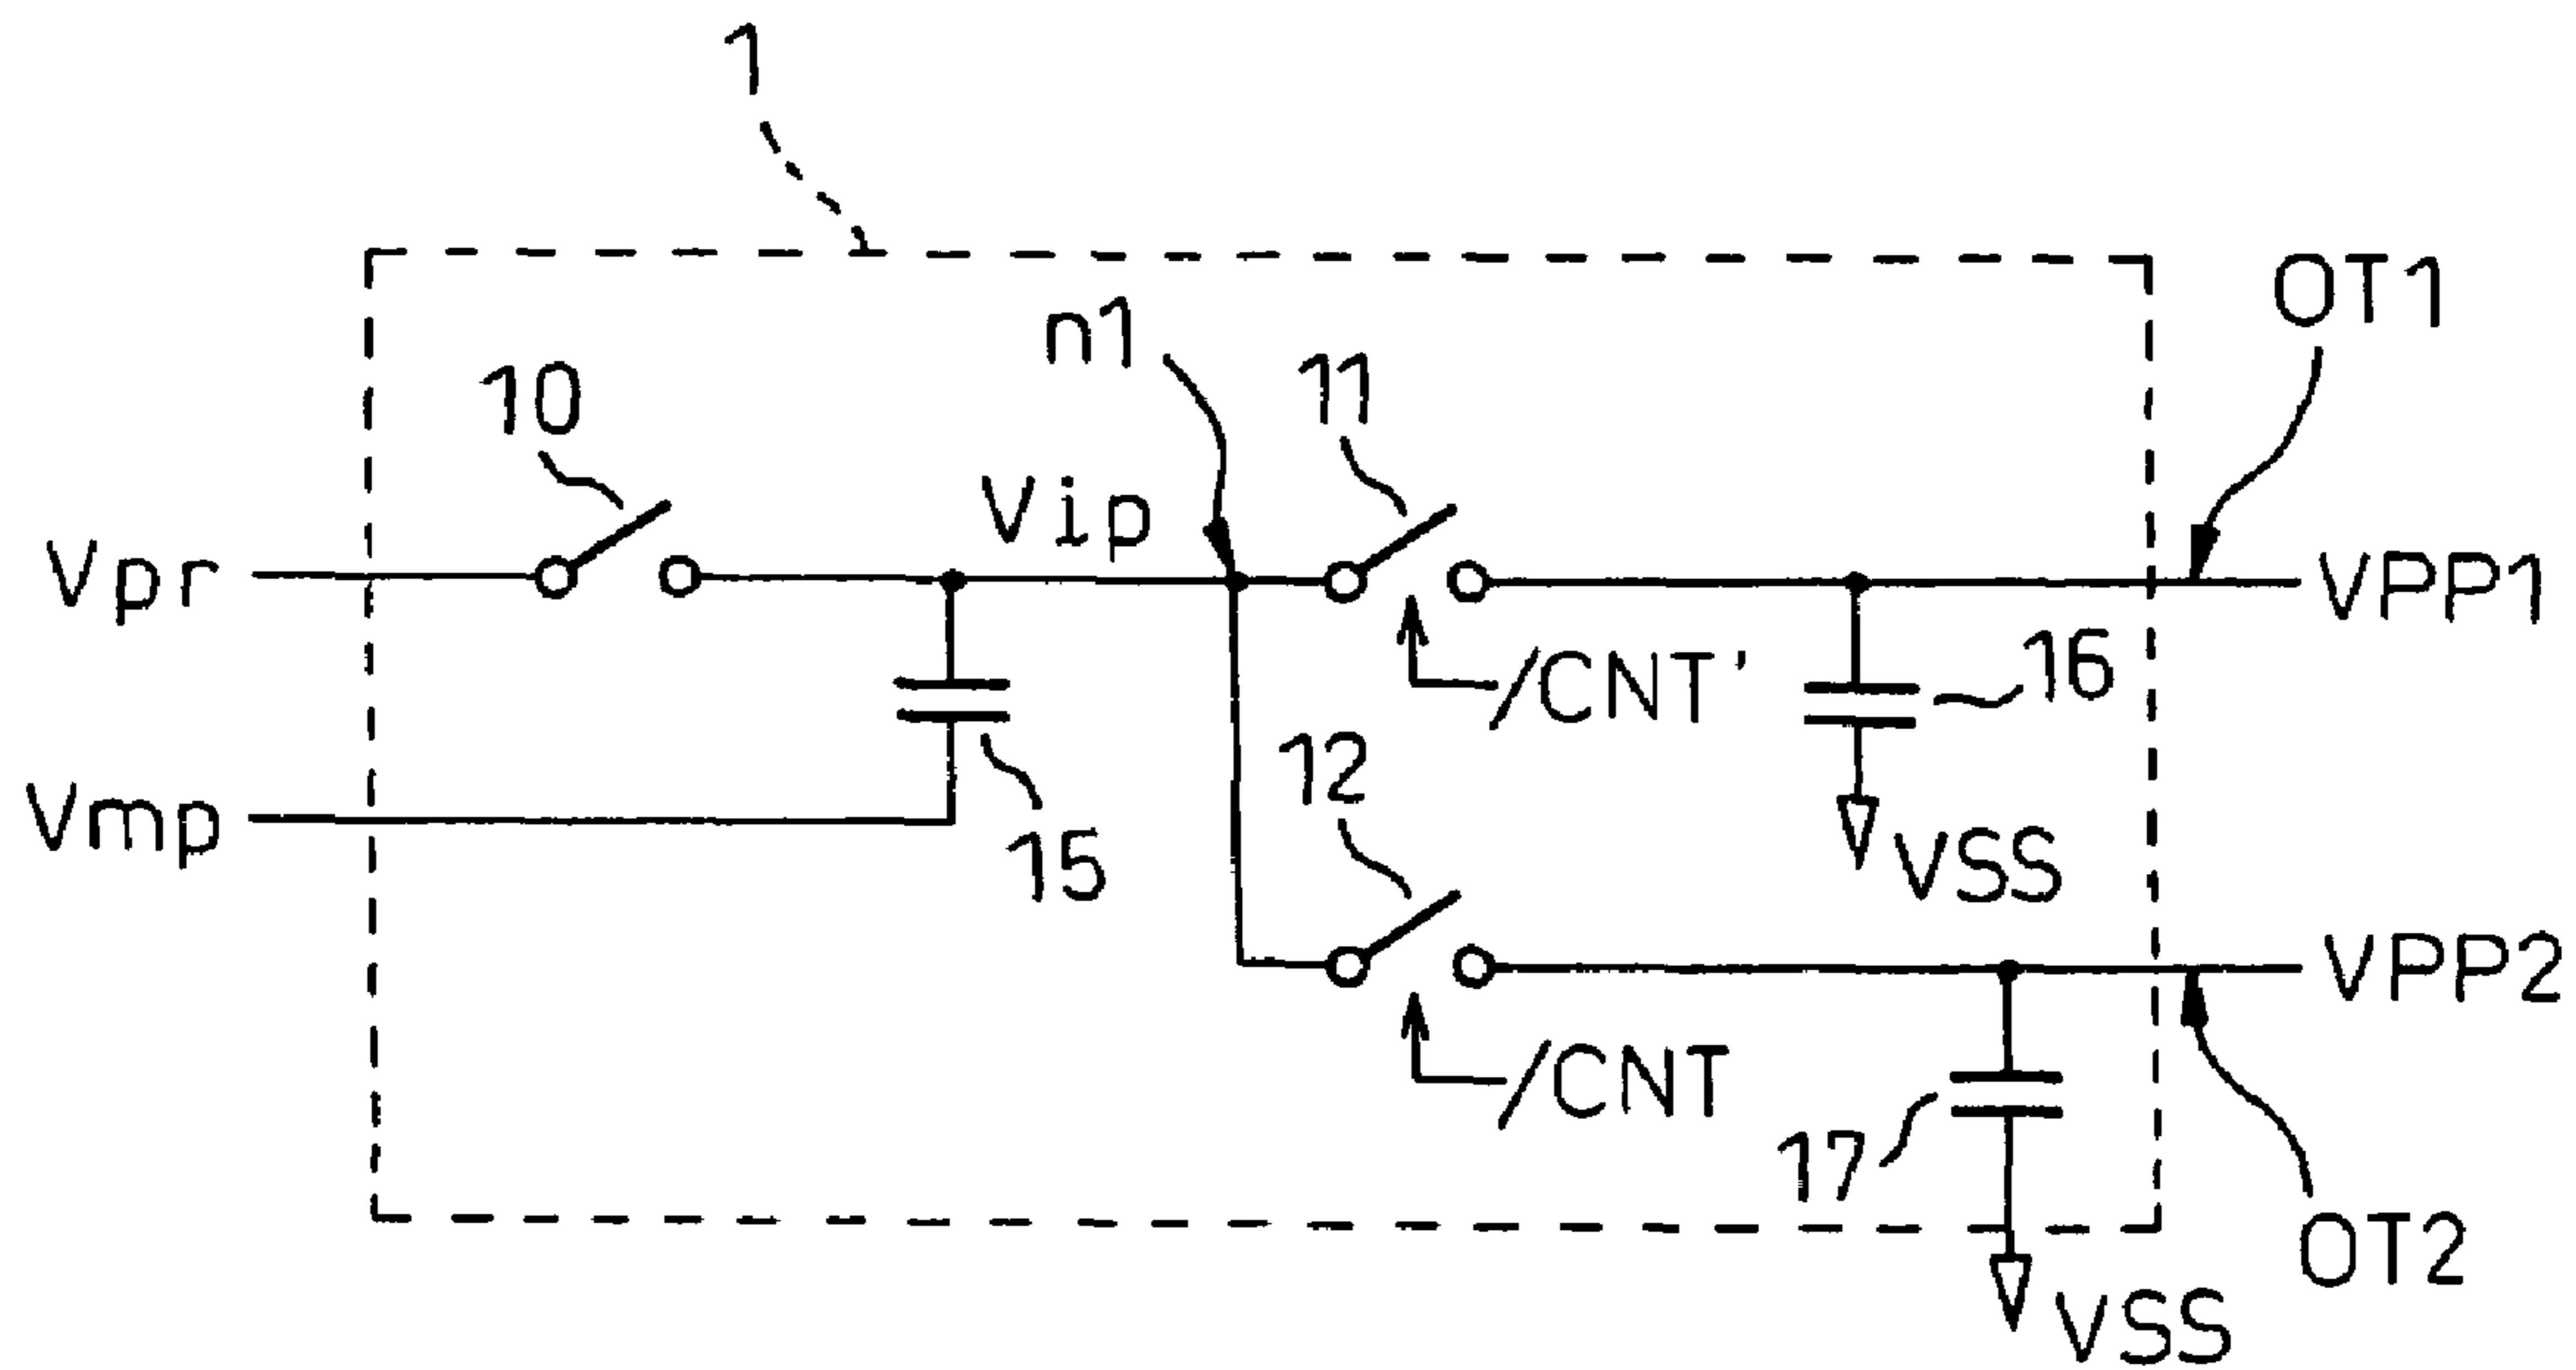 1
OT1
n1
11
10
Vip
Vpr
VPP1
/CNT'
16
12
Vmp
15
VSS
VPP2
/CNT
17
OT2
VSS